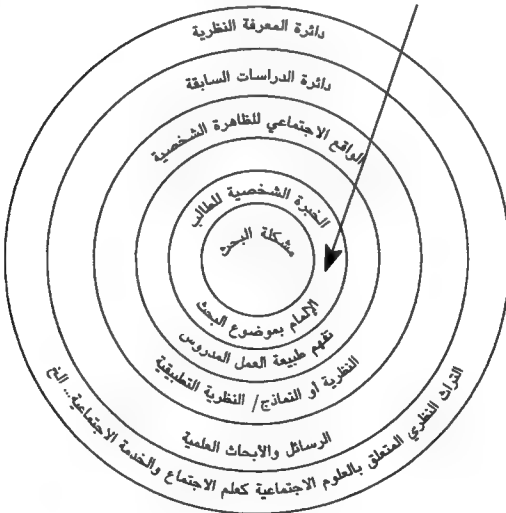 دائرة المعرفة النظرية
دائرة الدراسات السابقة
الواقع الاجتماعي للظاهرة الشخصية
الخبرة الشخصية للطالب
مشكلة البحث
الإلمام بموضوع البحث
تفهم طبيعة العمل المدروس
النظرية أو النماذج/ النظرية التطبيقية
الرسائل والأبحاث العلمية
التراث النظري المتعلق بالعلوم الاجتماعية كعلم الاجتماع والخدمة الاجتماعية... الخ